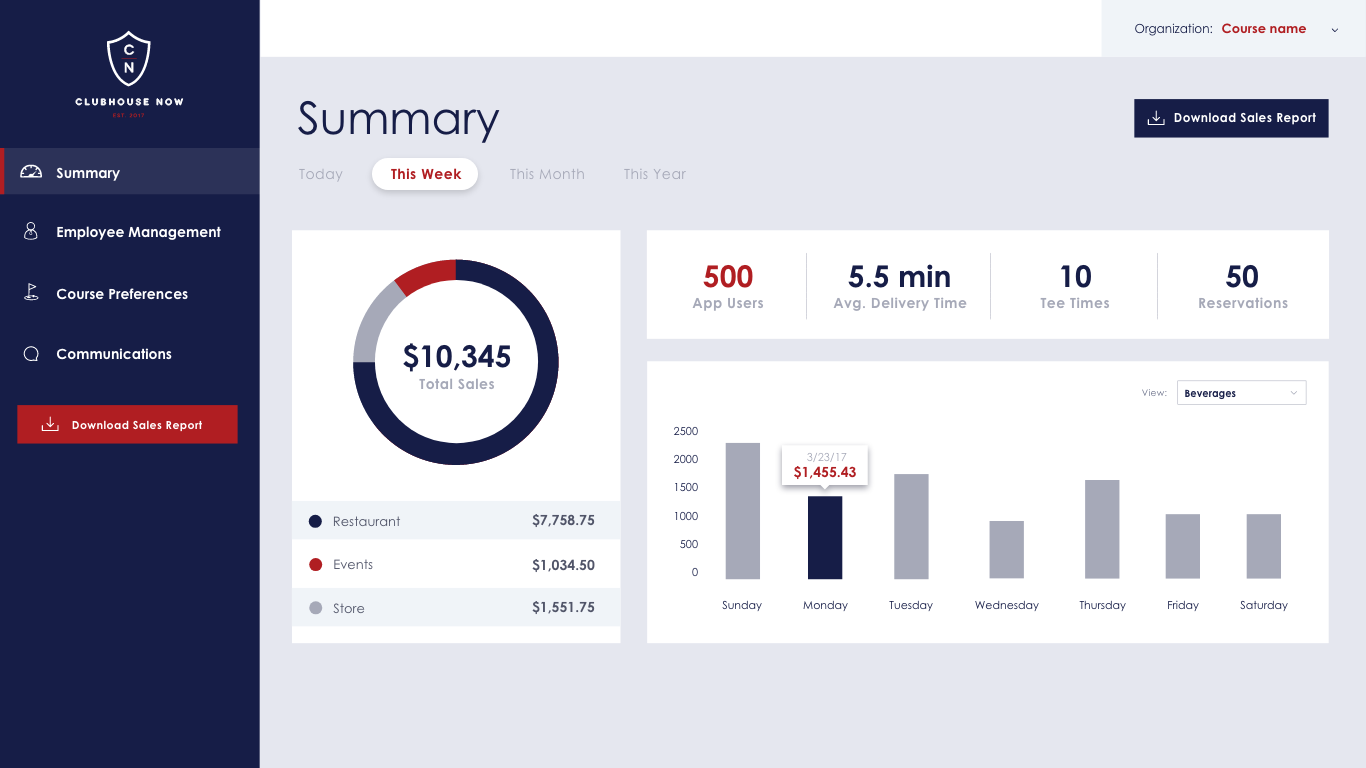 C
N
CLUBHOUSE NOW
EST. 2017
Summary
Employee Management
Course Preferences
Communications
Download Sales Report
Organization: Course name
Summary
Download Sales Report
Today This Week This Month This Year
$10,345
Total Sales
Restaurant $7,758.75
Events $1,034.50
Store $1,551.75
500 5.5 min 10 50
App Users Avg. Delivery Time Tee Times Reservations
View: Beverages
2500
2000
1500
1000
500
0
3/23/17
$1,455.43
Sunday Monday Tuesday Wednesday Thursday Friday Saturday